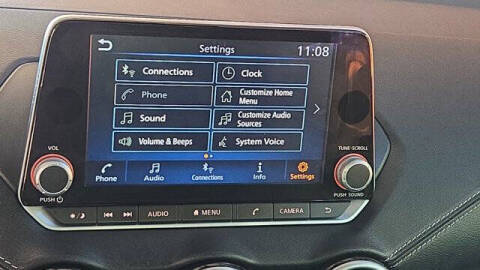 Settings 11:08
Connections Clock
Phone Customize Home
Menu
Sound Customize Audio
Sources
Volume & Beeps System Voice
Phone Audio Connections Info Settings
VOL TUNE·SCROLL
PUSH PUSH SOUND
AUDIO MENU CAMERA